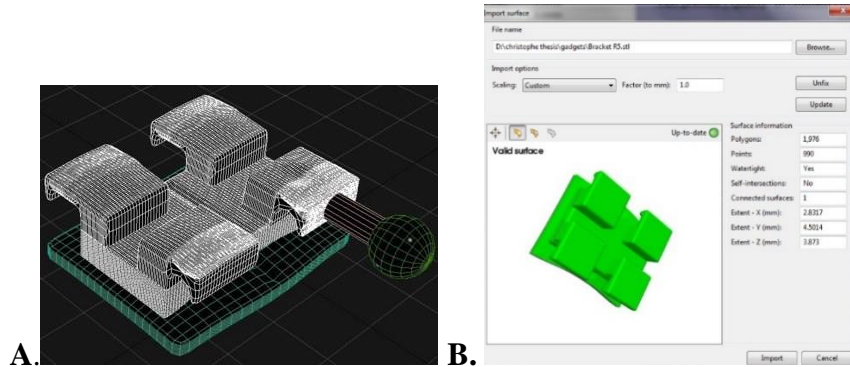 Import surface
File name
D:\christophe thesis\gadgets\Bracket R5.stl
Browse...
Import options
Scaling: Custom Factor (to mm): 1.0
Unfix
Update
Up-to-date
Valid surface
Surface information
Polygons: 1,976
Points: 990
Watertight: Yes
Self-intersections: No
Connected surfaces: 1
Extent - X (mm): 2.8317
Extent - Y (mm): 4.5014
Extent - Z (mm): 3.873
Import Cancel
A. B.